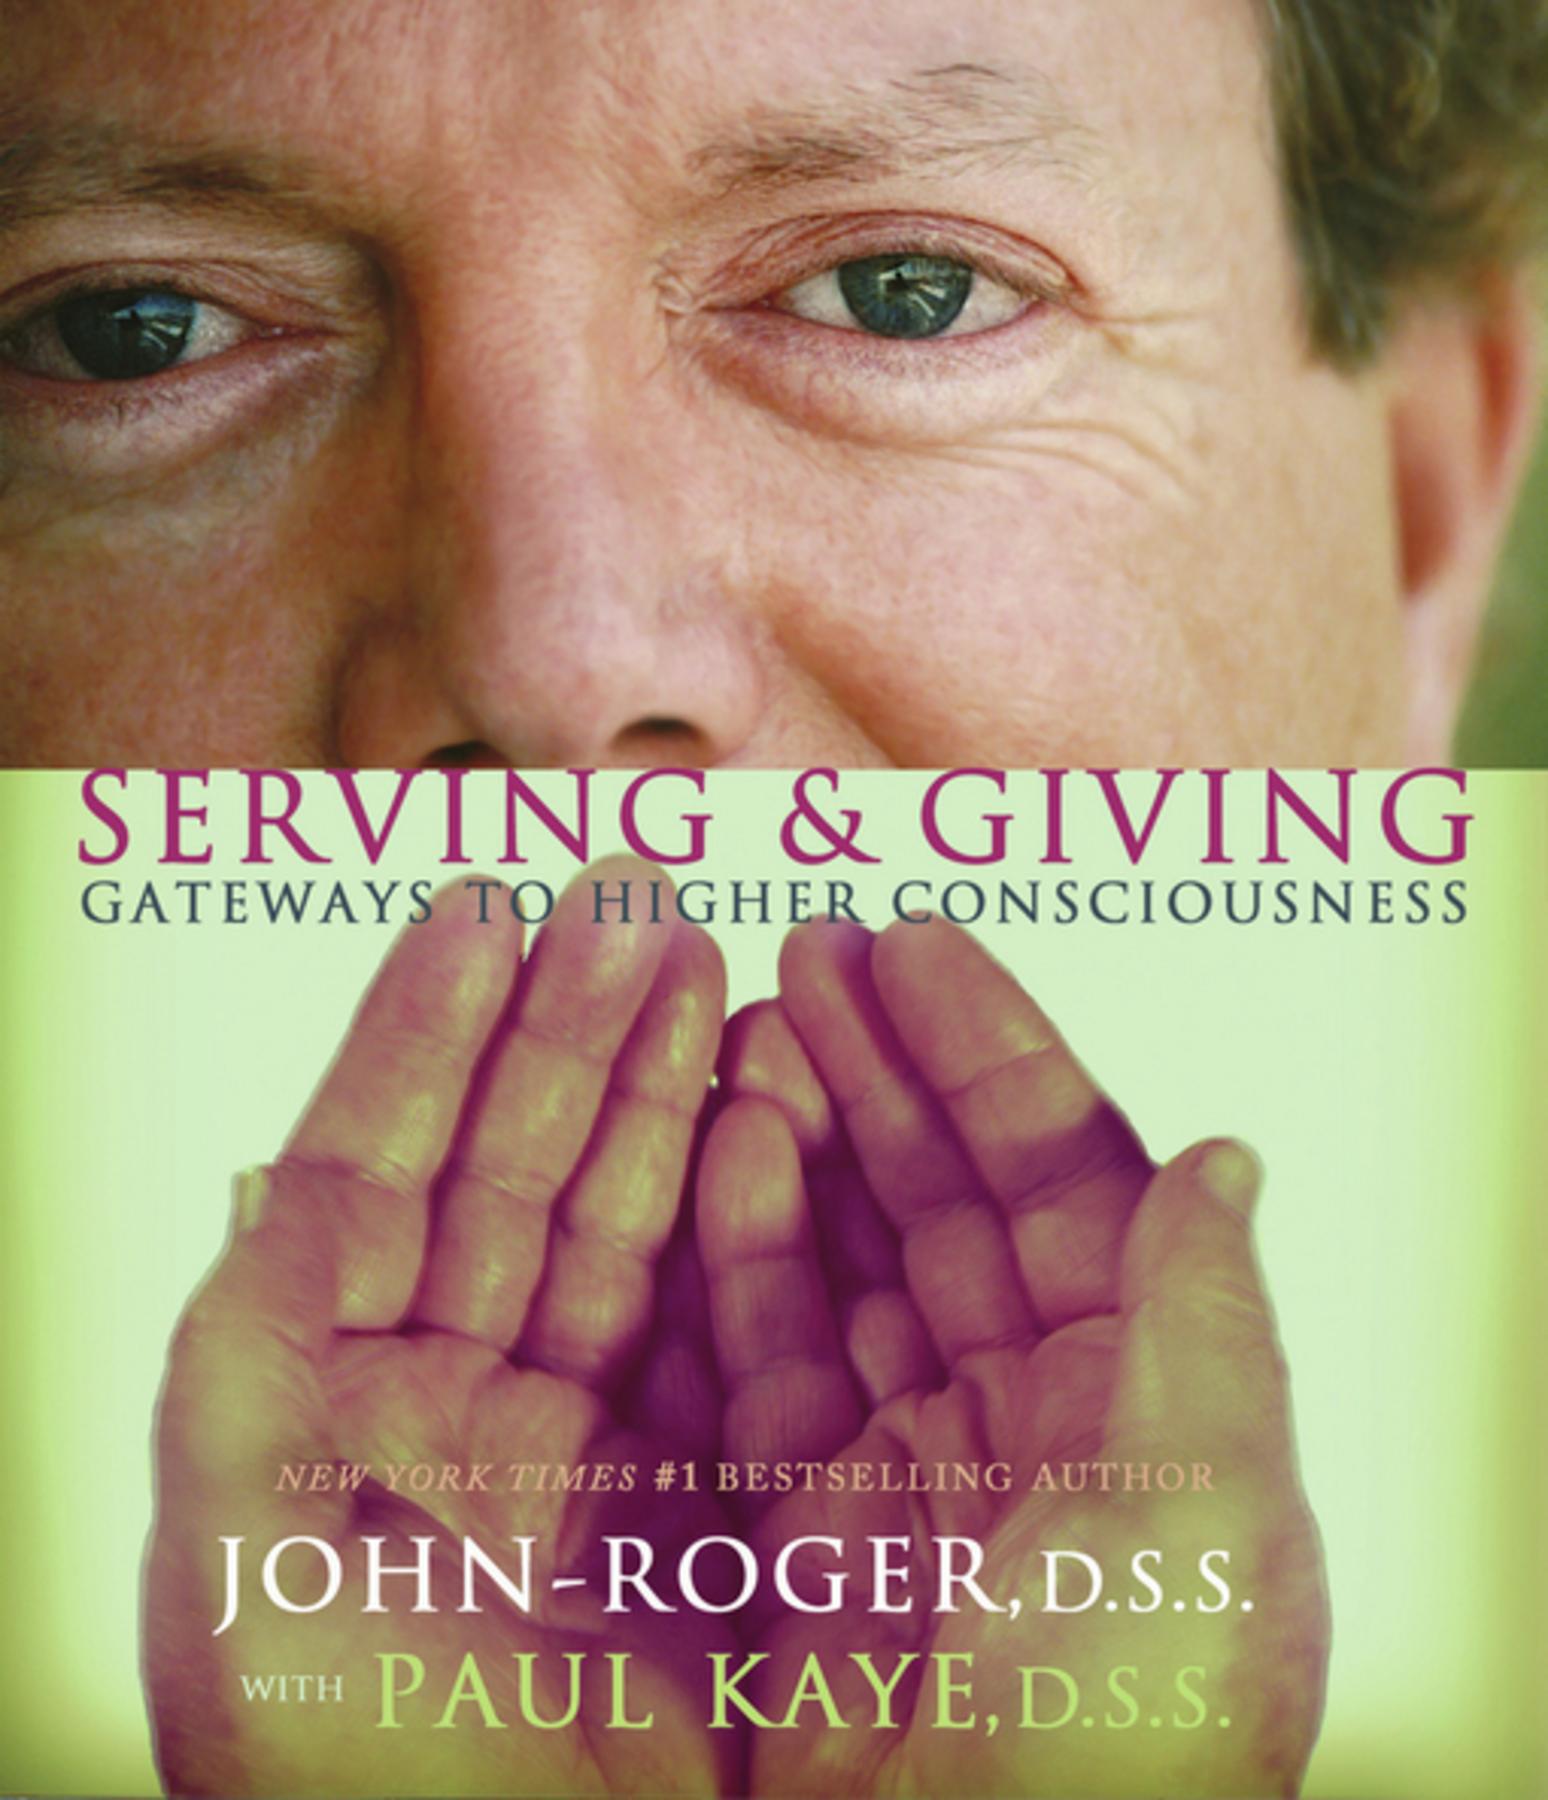 SERVING & GIVING
GATEWAYS TO HIGHER CONSCIOUSNESS
NEW YORK TIMES #1 BESTSELLING AUTHOR
JOHN-ROGER, D.S.S.
WITH PAUL KAYE, D.S.S.